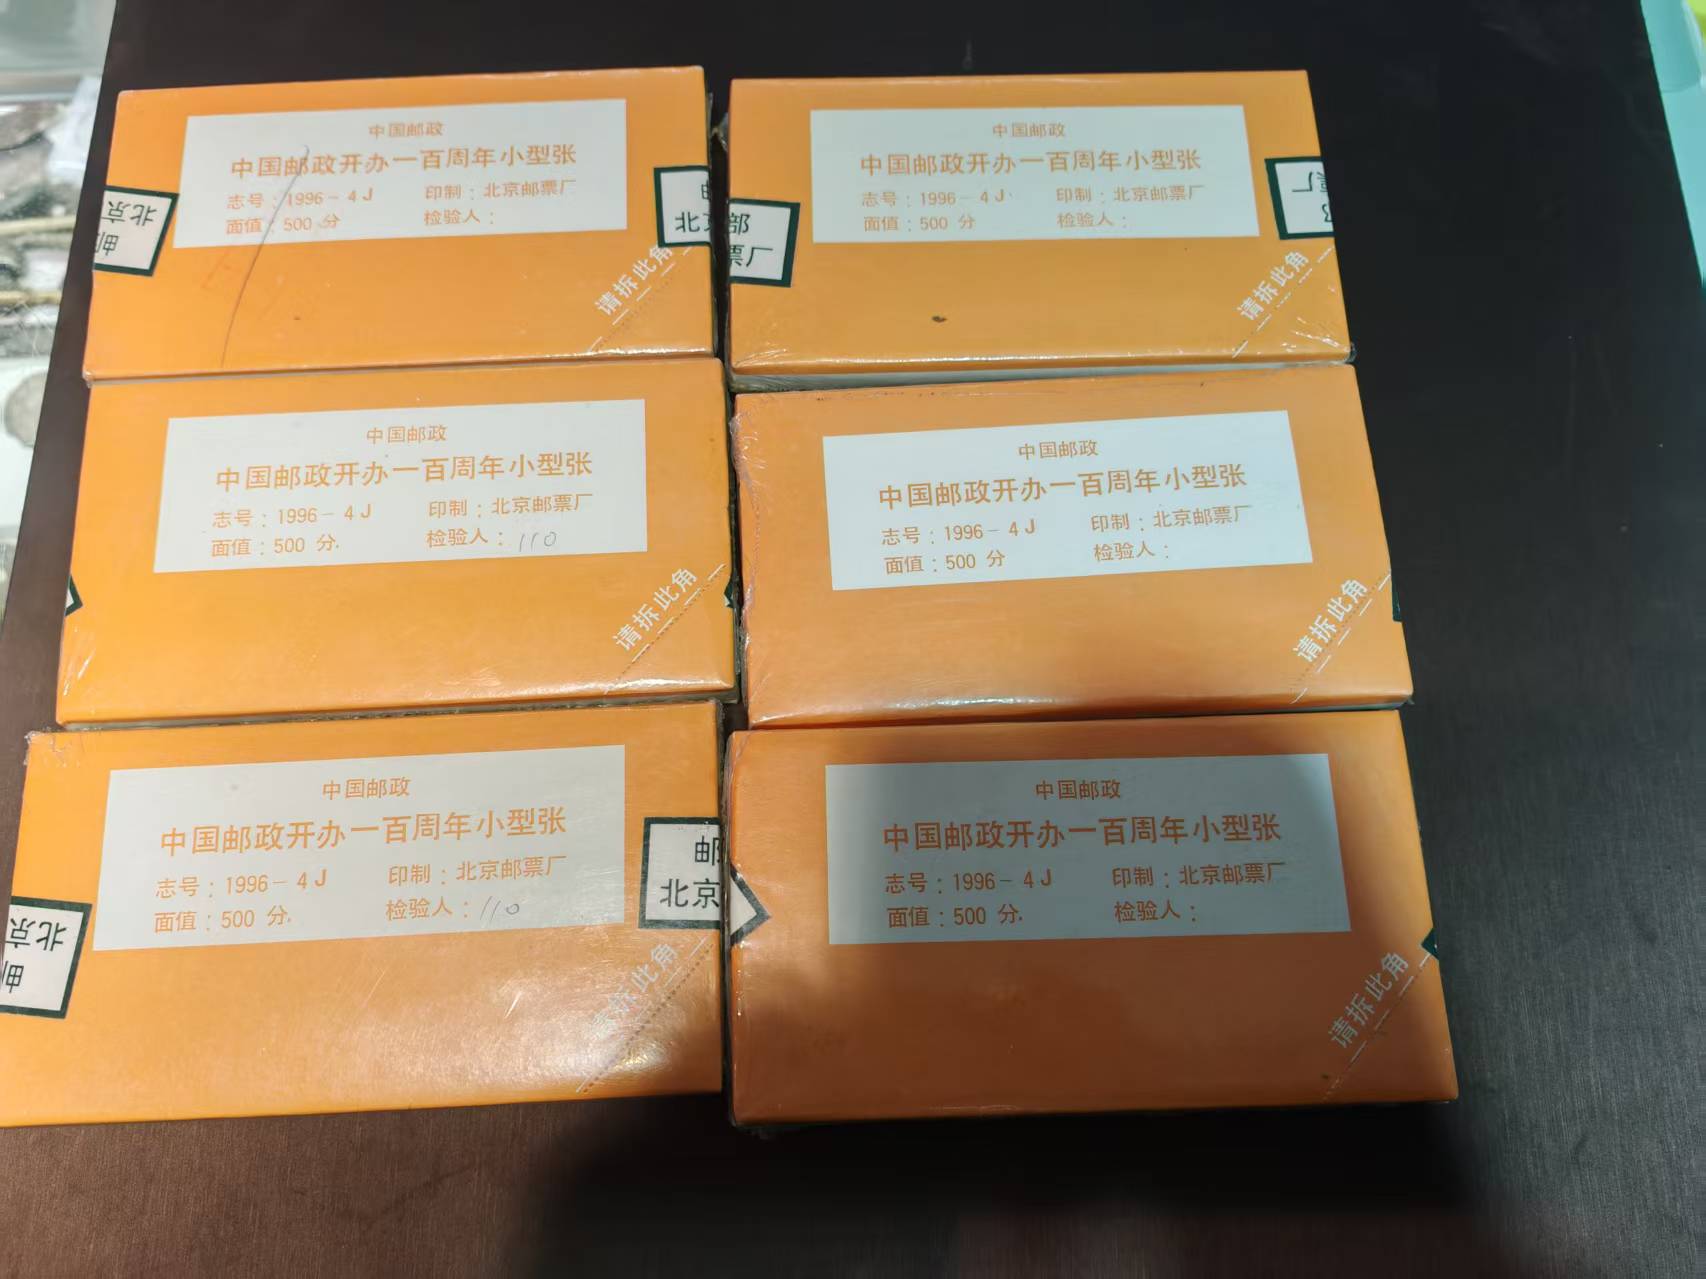 中国邮政
中国邮政开办一百周年小型张
志号：1996－4J 印制：北京邮票厂
面值：500 分 检验人：
北京
邮
北京
请拆此角
中国邮政
中国邮政开办一百周年小型张
志号：1996－4J 印制：北京邮票厂
面值：500 分 检验人：
部
票厂
请拆此角
中国邮政
中国邮政开办一百周年小型张
志号：1996－4J 印制：北京邮票厂
面值：500 分. 检验人：110
请拆此角
中国邮政
中国邮政开办一百周年小型张
志号：1996－4J 印制：北京邮票厂
面值：500 分 检验人：
请拆此角
中国邮政
中国邮政开办一百周年小型张
志号：1996－4J 印制：北京邮票厂
面值：500 分. 检验人：110
北京
邮
北京
请拆此角
中国邮政
中国邮政开办一百周年小型张
志号：1996－4J 印制：北京邮票厂
面值：500 分. 检验人：
请拆此角